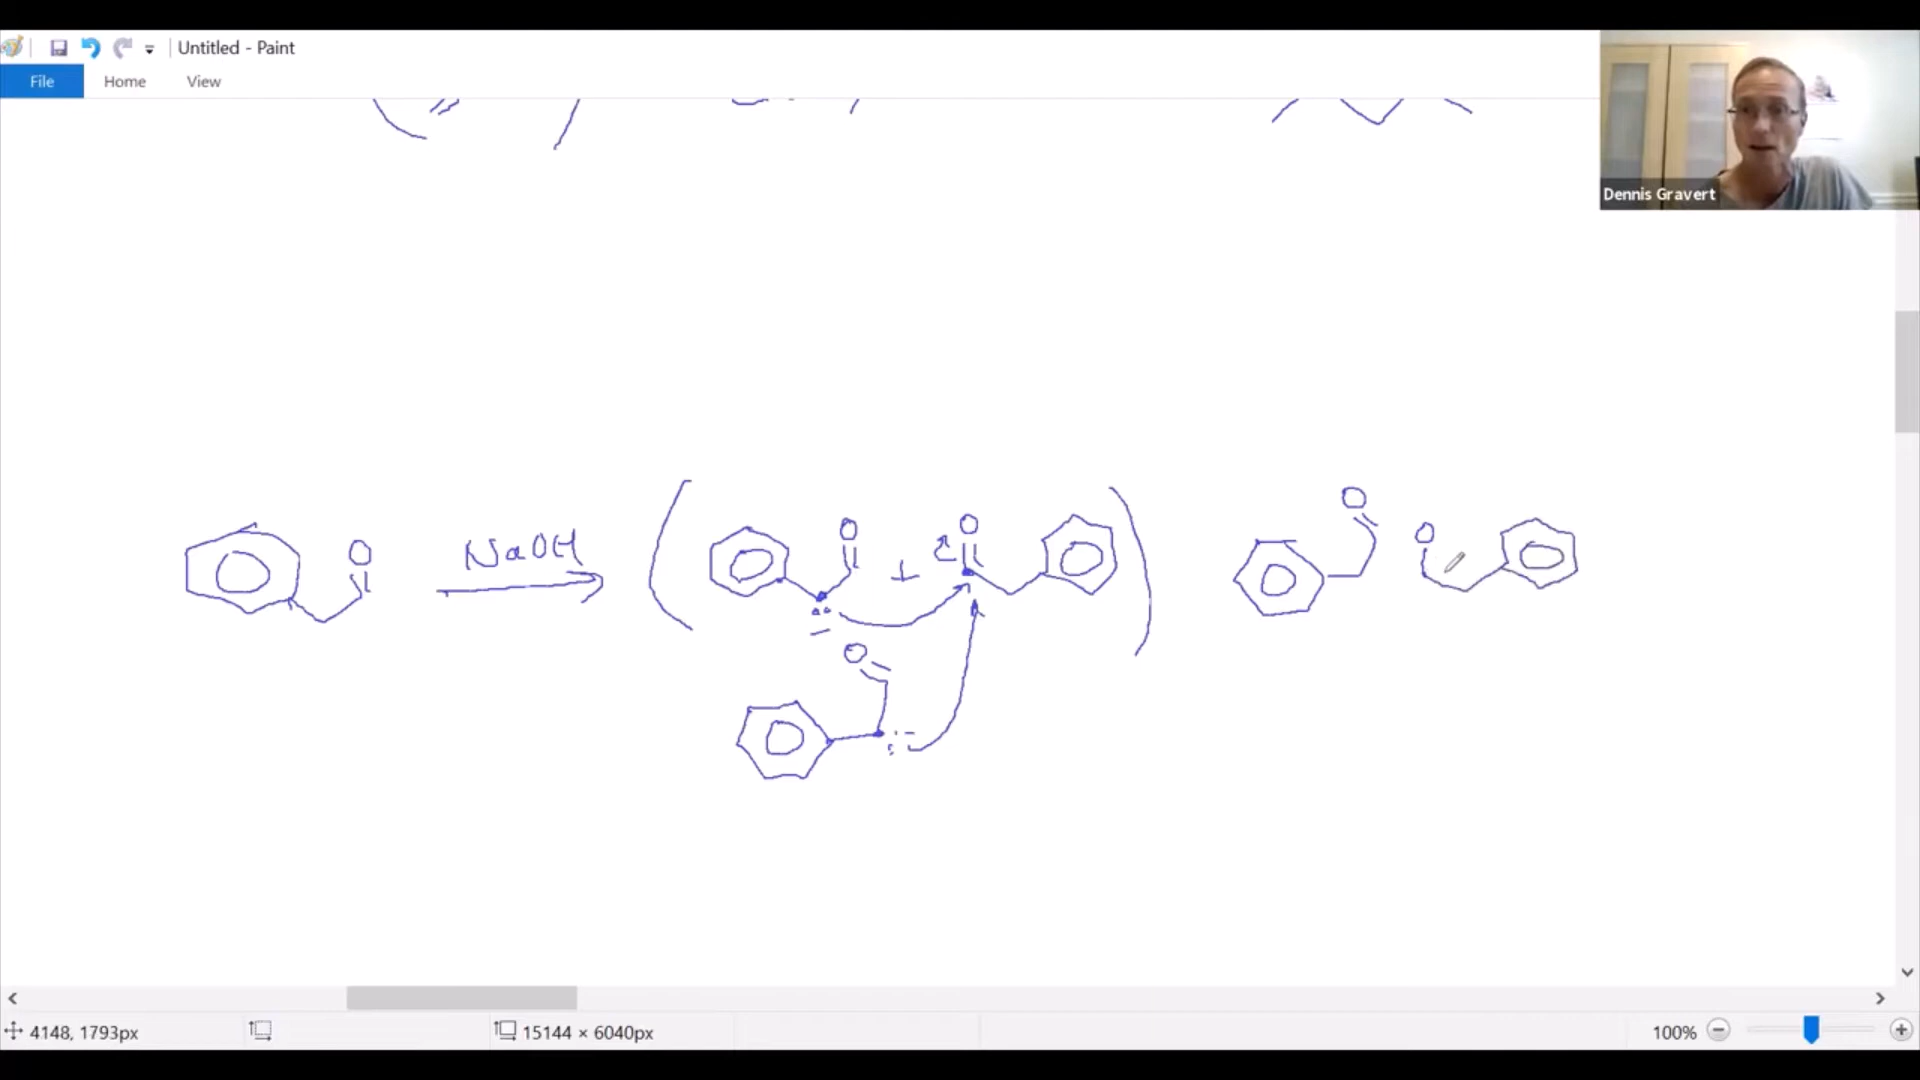 Untitled - Paint
File Home View
Dennis Gravert
O
O
NaOH
O
+
O
O
O
O
4148, 1793px
15144 × 6040px
100%